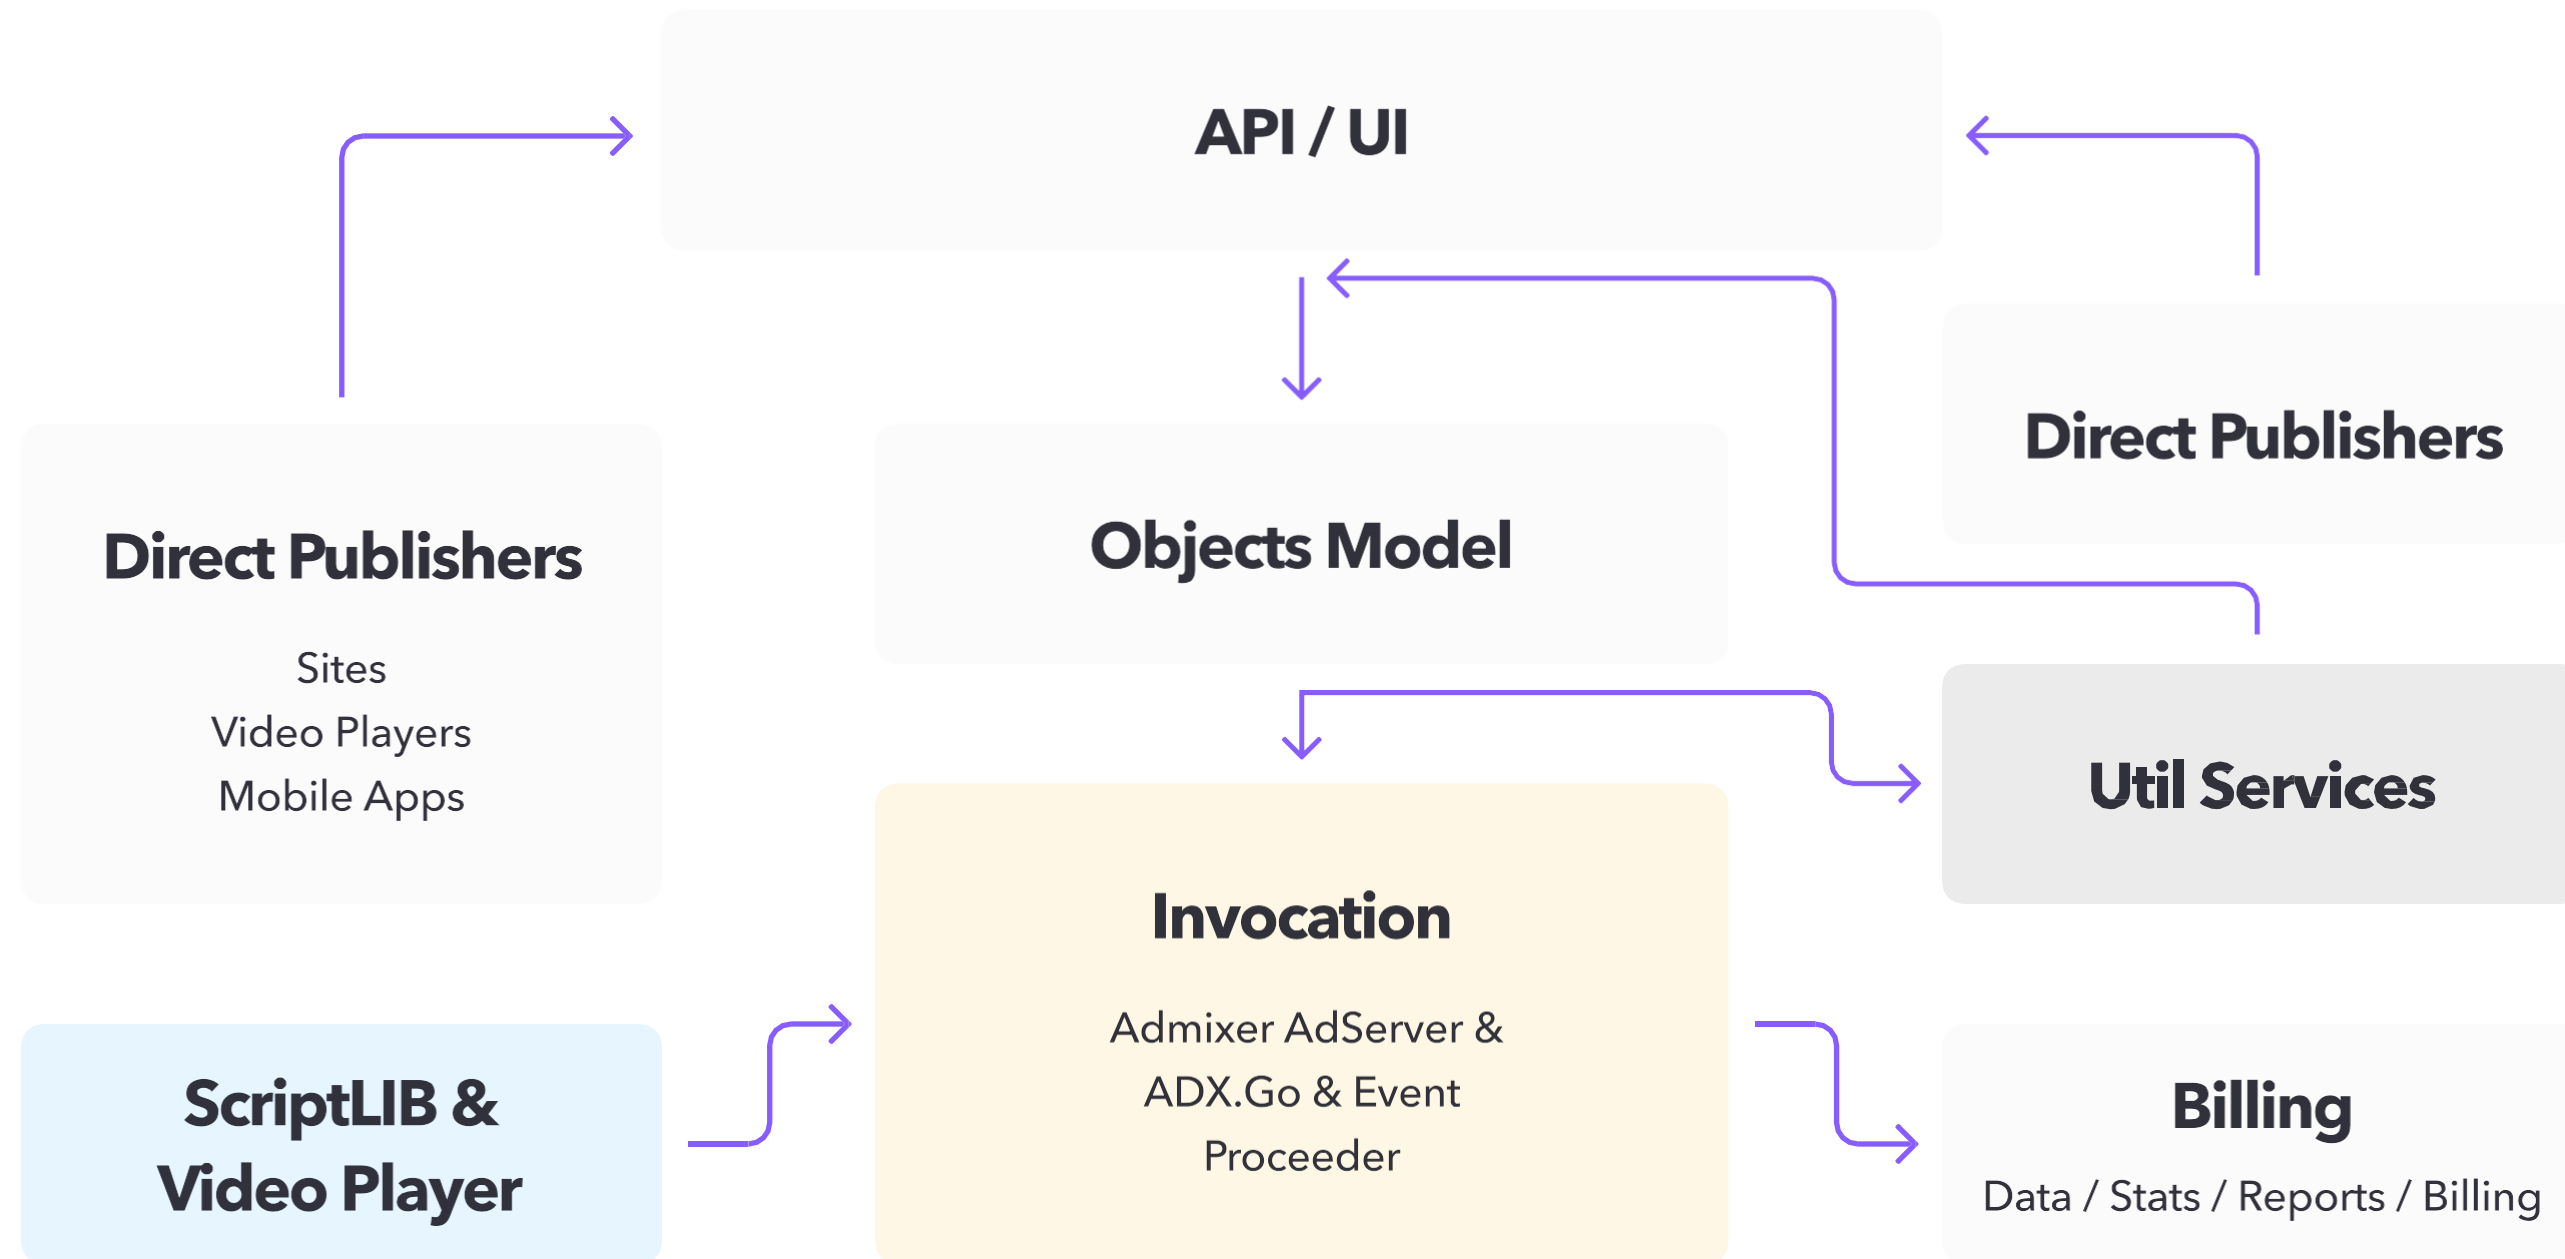 API / UI
Direct Publishers
Sites
Video Players
Mobile Apps
Objects Model
Direct Publishers
Util Services
ScriptLIB &
Video Player
Invocation
Admixer AdServer &
ADX.Go & Event
Proceeder
Billing
Data / Stats / Reports / Billing